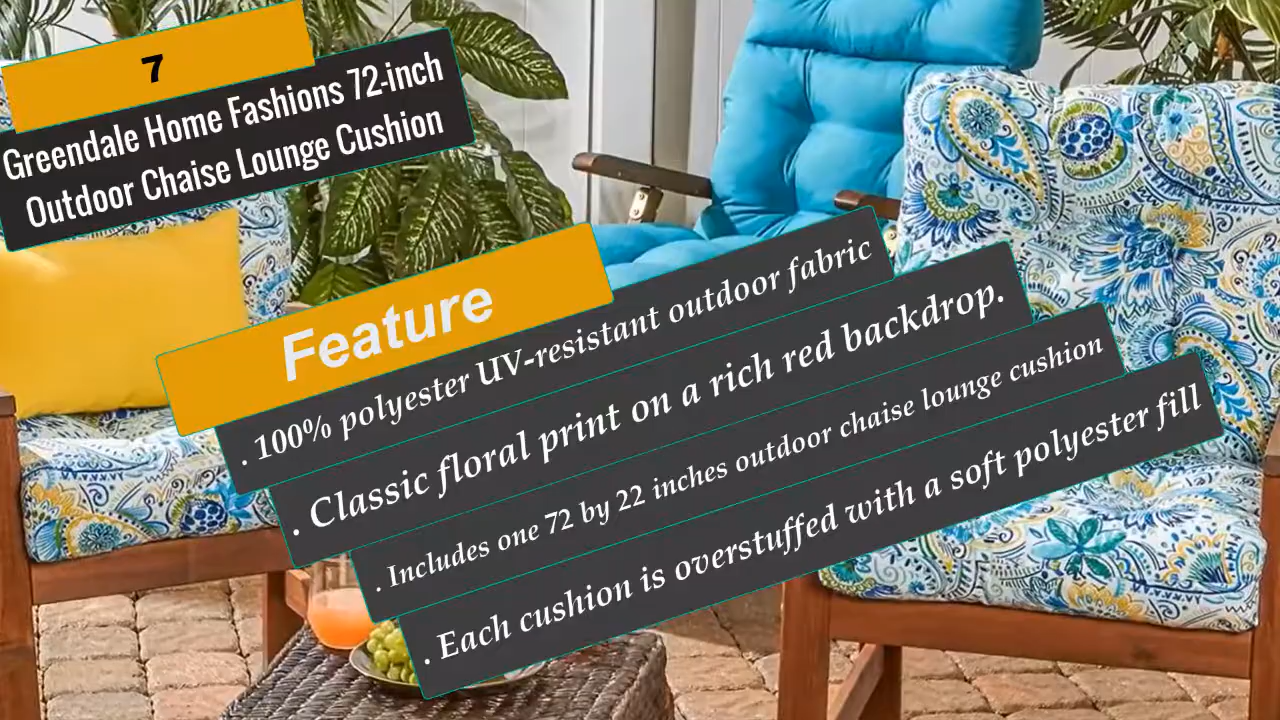 7
Greendale Home Fashions 72-inch
Outdoor Chaise Lounge Cushion
Feature
. 100% polyester UV-resistant outdoor fabric
. Classic floral print on a rich red backdrop.
. Includes one 72 by 22 inches outdoor chaise lounge cushion
. Each cushion is overstuffed with a soft polyester fill